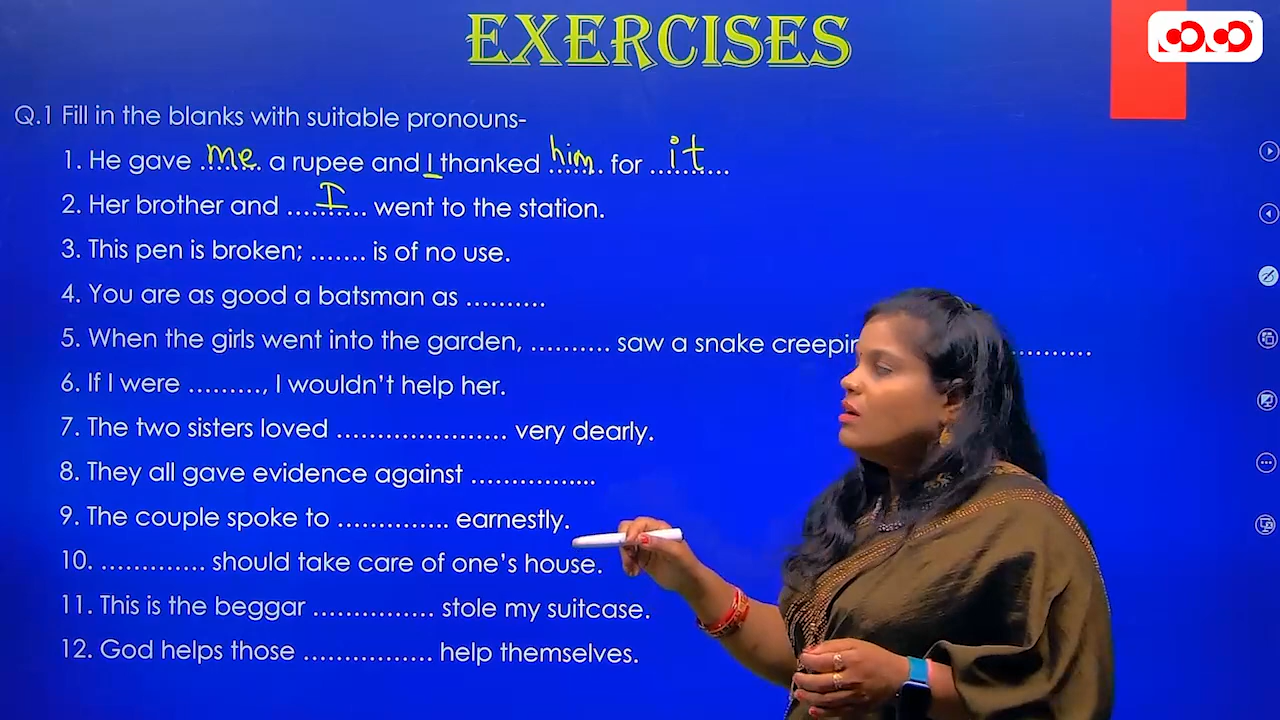 EXERCISES
Q.1 Fill in the blanks with suitable pronouns-
1. He gave ...me... a rupee and I thanked ...him... for ...it...
2. Her brother and ...I... went to the station.
3. This pen is broken; ....... is of no use.
4. You are as good a batsman as ..........
5. When the girls went into the garden, .......... saw a snake ..........
6. If I were ........., I wouldn't help her.
7. The two sisters loved .................... very dearly.
8. They all gave evidence against ...............
9. The couple spoke to .............. earnestly.
10. ............. should take care of one's house.
11. This is the beggar ............... stole my suitcase.
12. God helps those ................ help themselves.